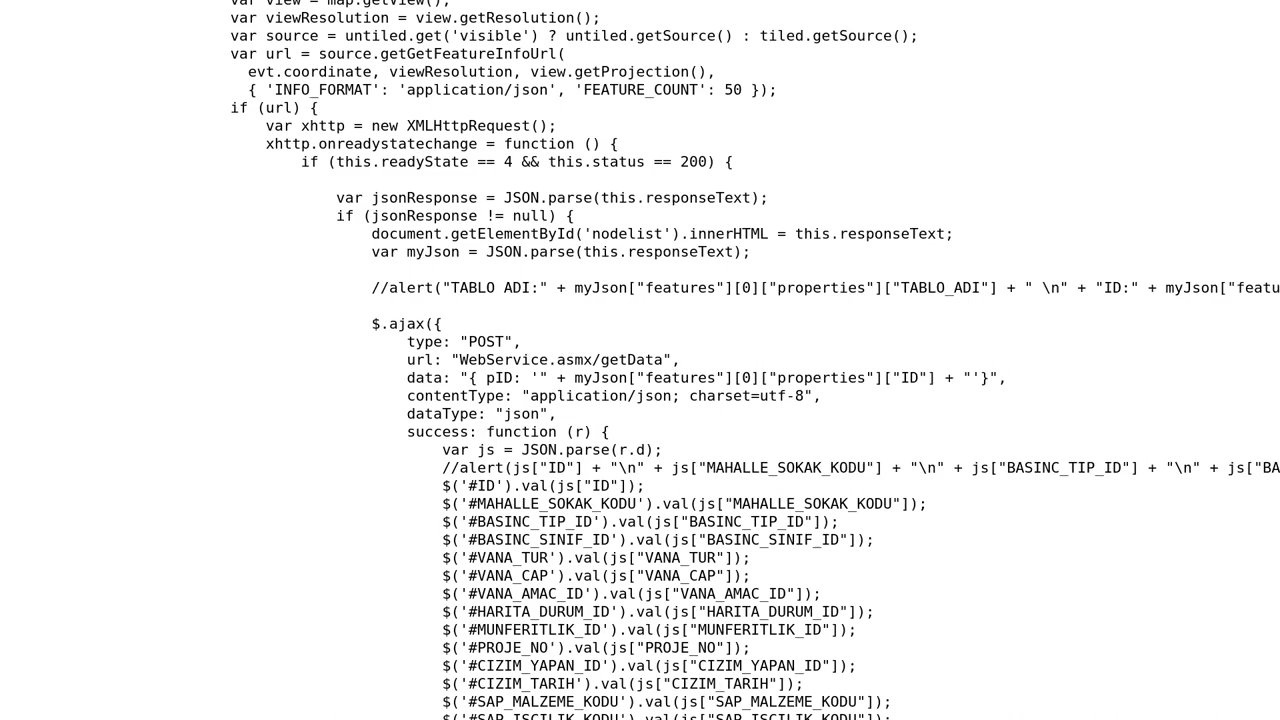 var view = map.getView();
var viewResolution = view.getResolution();
var source = untiled.get('visible') ? untiled.getSource() : tiled.getSource();
var url = source.getGetFeatureInfoUrl(
evt.coordinate, viewResolution, view.getProjection(),
{ 'INFO_FORMAT': 'application/json', 'FEATURE_COUNT': 50 });
if (url) {
var xhttp = new XMLHttpRequest();
xhttp.onreadystatechange = function () {
if (this.readyState == 4 && this.status == 200) {
var jsonResponse = JSON.parse(this.responseText);
if (jsonResponse != null) {
document.getElementById('nodelist').innerHTML = this.responseText;
var myJson = JSON.parse(this.responseText);
//alert("TABLO ADI:" + myJson["features"][0]["properties"]["TABLO_ADI"] + " \n" + "ID:" + myJson["featu
$.ajax({
type: "POST",
url: "WebService.asmx/getData",
data: "{ pID: '" + myJson["features"][0]["properties"]["ID"] + "'}",
contentType: "application/json; charset=utf-8",
dataType: "json",
success: function (r) {
var js = JSON.parse(r.d);
//alert(js["ID"] + "\n" + js["MAHALLE_SOKAK_KODU"] + "\n" + js["BASINC_TIP_ID"] + "\n" + js["BA
$('#ID').val(js["ID"]);
$('#MAHALLE_SOKAK_KODU').val(js["MAHALLE_SOKAK_KODU"]);
$('#BASINC_TIP_ID').val(js["BASINC_TIP_ID"]);
$('#BASINC_SINIF_ID').val(js["BASINC_SINIF_ID"]);
$('#VANA_TUR').val(js["VANA_TUR"]);
$('#VANA_CAP').val(js["VANA_CAP"]);
$('#VANA_AMAC_ID').val(js["VANA_AMAC_ID"]);
$('#HARITA_DURUM_ID').val(js["HARITA_DURUM_ID"]);
$('#MUNFERITLIK_ID').val(js["MUNFERITLIK_ID"]);
$('#PROJE_NO').val(js["PROJE_NO"]);
$('#CIZIM_YAPAN_ID').val(js["CIZIM_YAPAN_ID"]);
$('#CIZIM_TARIH').val(js["CIZIM_TARIH"]);
$('#SAP_MALZEME_KODU').val(js["SAP_MALZEME_KODU"]);
$('#SAP_ISCILIK_KODU').val(js["SAP_ISCILIK_KODU"]);